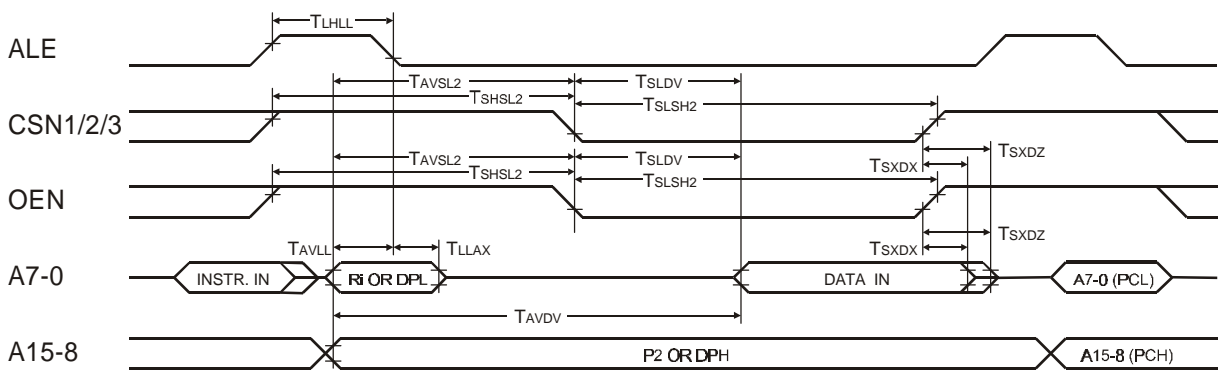 TLHLL
ALE
TAVSL2 TSLDV
TSHSL2 TSLSH2
CSN1/2/3
TAVSL2 TSLDV TSXDX TSXDZ
TSHSL2 TSLSH2
OEN
TAVLL TLLAX TSXDX TSXDZ
A7-0 INSTR. IN Ri OR DPL DATA IN A7-0 (PCL)
TAVDV
A15-8 P2 OR DPH A15-8 (PCH)